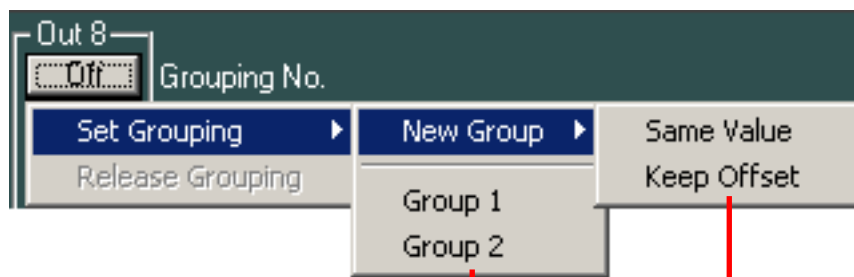 Out 8
Off Grouping No.
Set Grouping New Group Same Value
Release Grouping Keep Offset
Group 1
Group 2